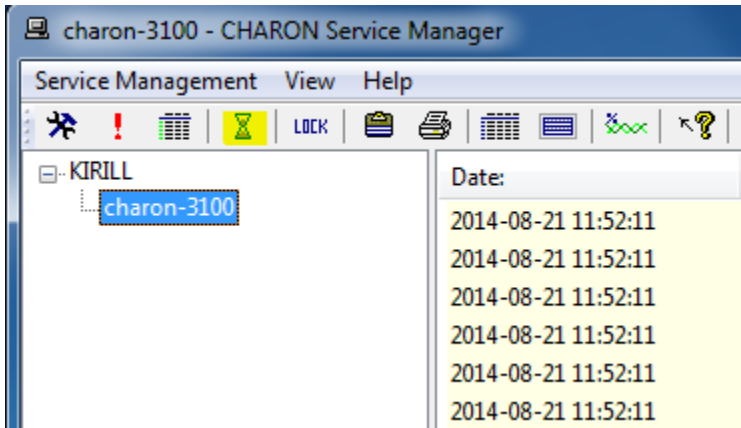 charon-3100 - CHARON Service Manager
Service Management View Help
LOCK
KIRILL
charon-3100
Date:
2014-08-21 11:52:11
2014-08-21 11:52:11
2014-08-21 11:52:11
2014-08-21 11:52:11
2014-08-21 11:52:11
2014-08-21 11:52:11